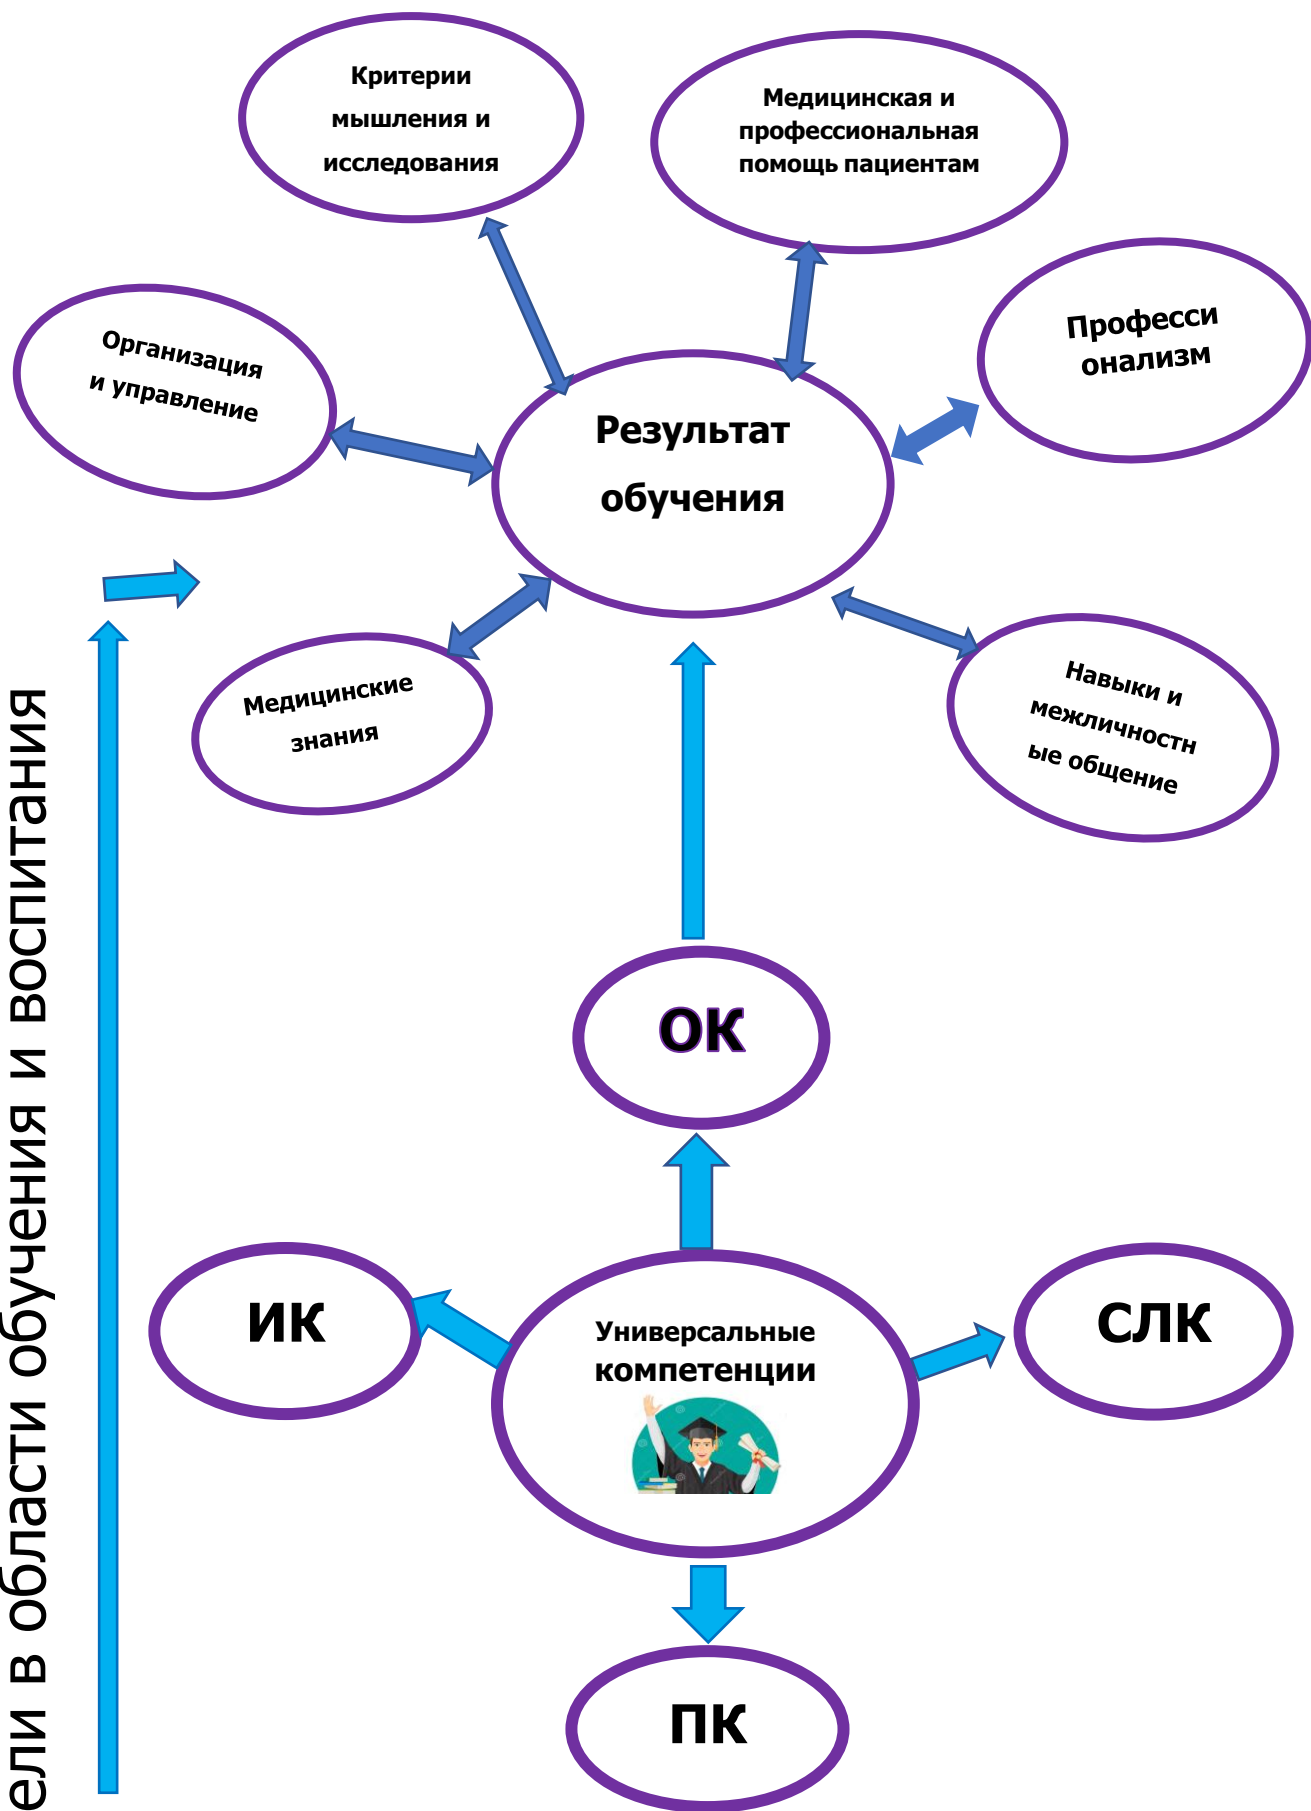 Критерии
мышления и
исследования
Медицинская и
профессиональная
помощь пациентам
Организация
и управление
Професси
онализм
Результат
обучения
Медицинские
знания
Навыки и
межличностн
ые общение
ели в области обучения и воспитания
ОК
ИК
Универсальные
компетенции
СЛК
ПК